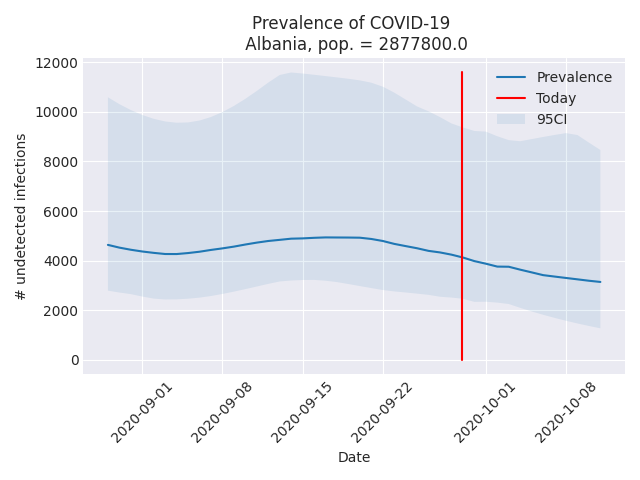 Prevalence of COVID-19
Albania, pop. = 2877800.0
12000
10000
8000
6000
4000
2000
0
# undetected infections
Prevalence
Today
95CI
2020-09-01
2020-09-08
2020-09-15
2020-09-22
2020-10-01
2020-10-08
Date